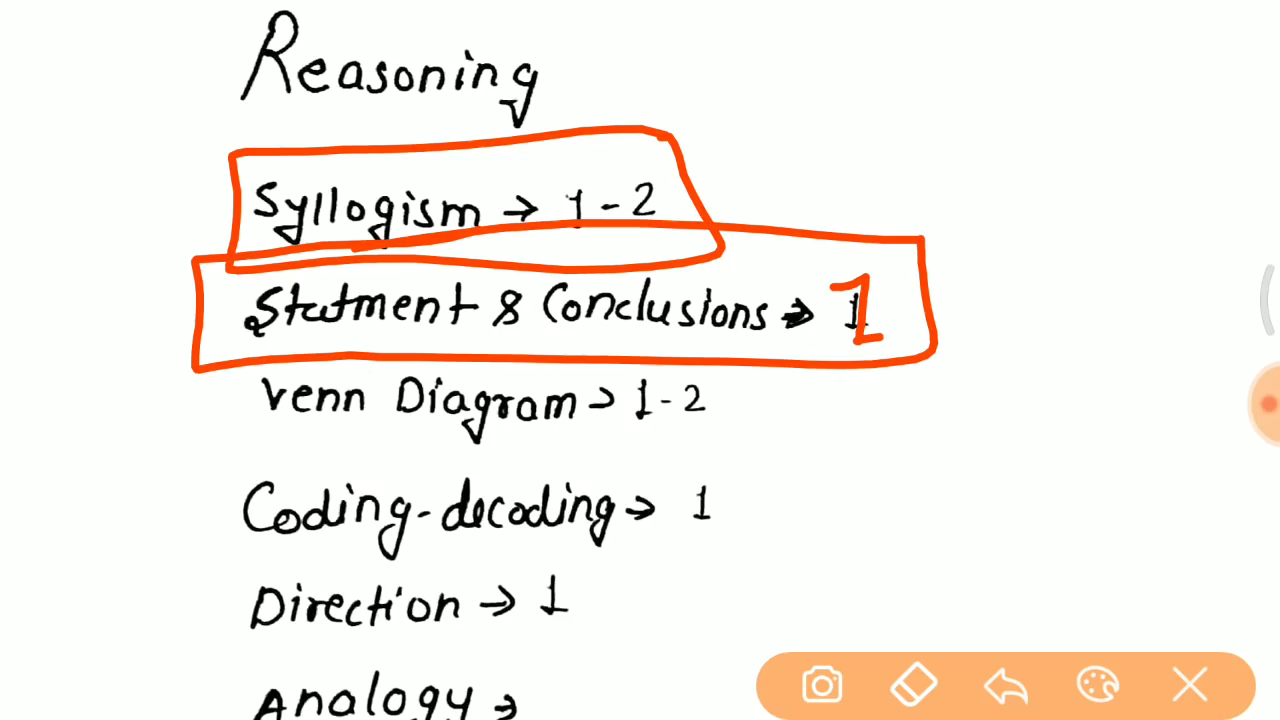 Reasoning
Syllogism → 1-2
Statment & Conclusions → 1
Venn Diagram → 1-2
Coding-decoding → 1
Direction → 1
Analogy →